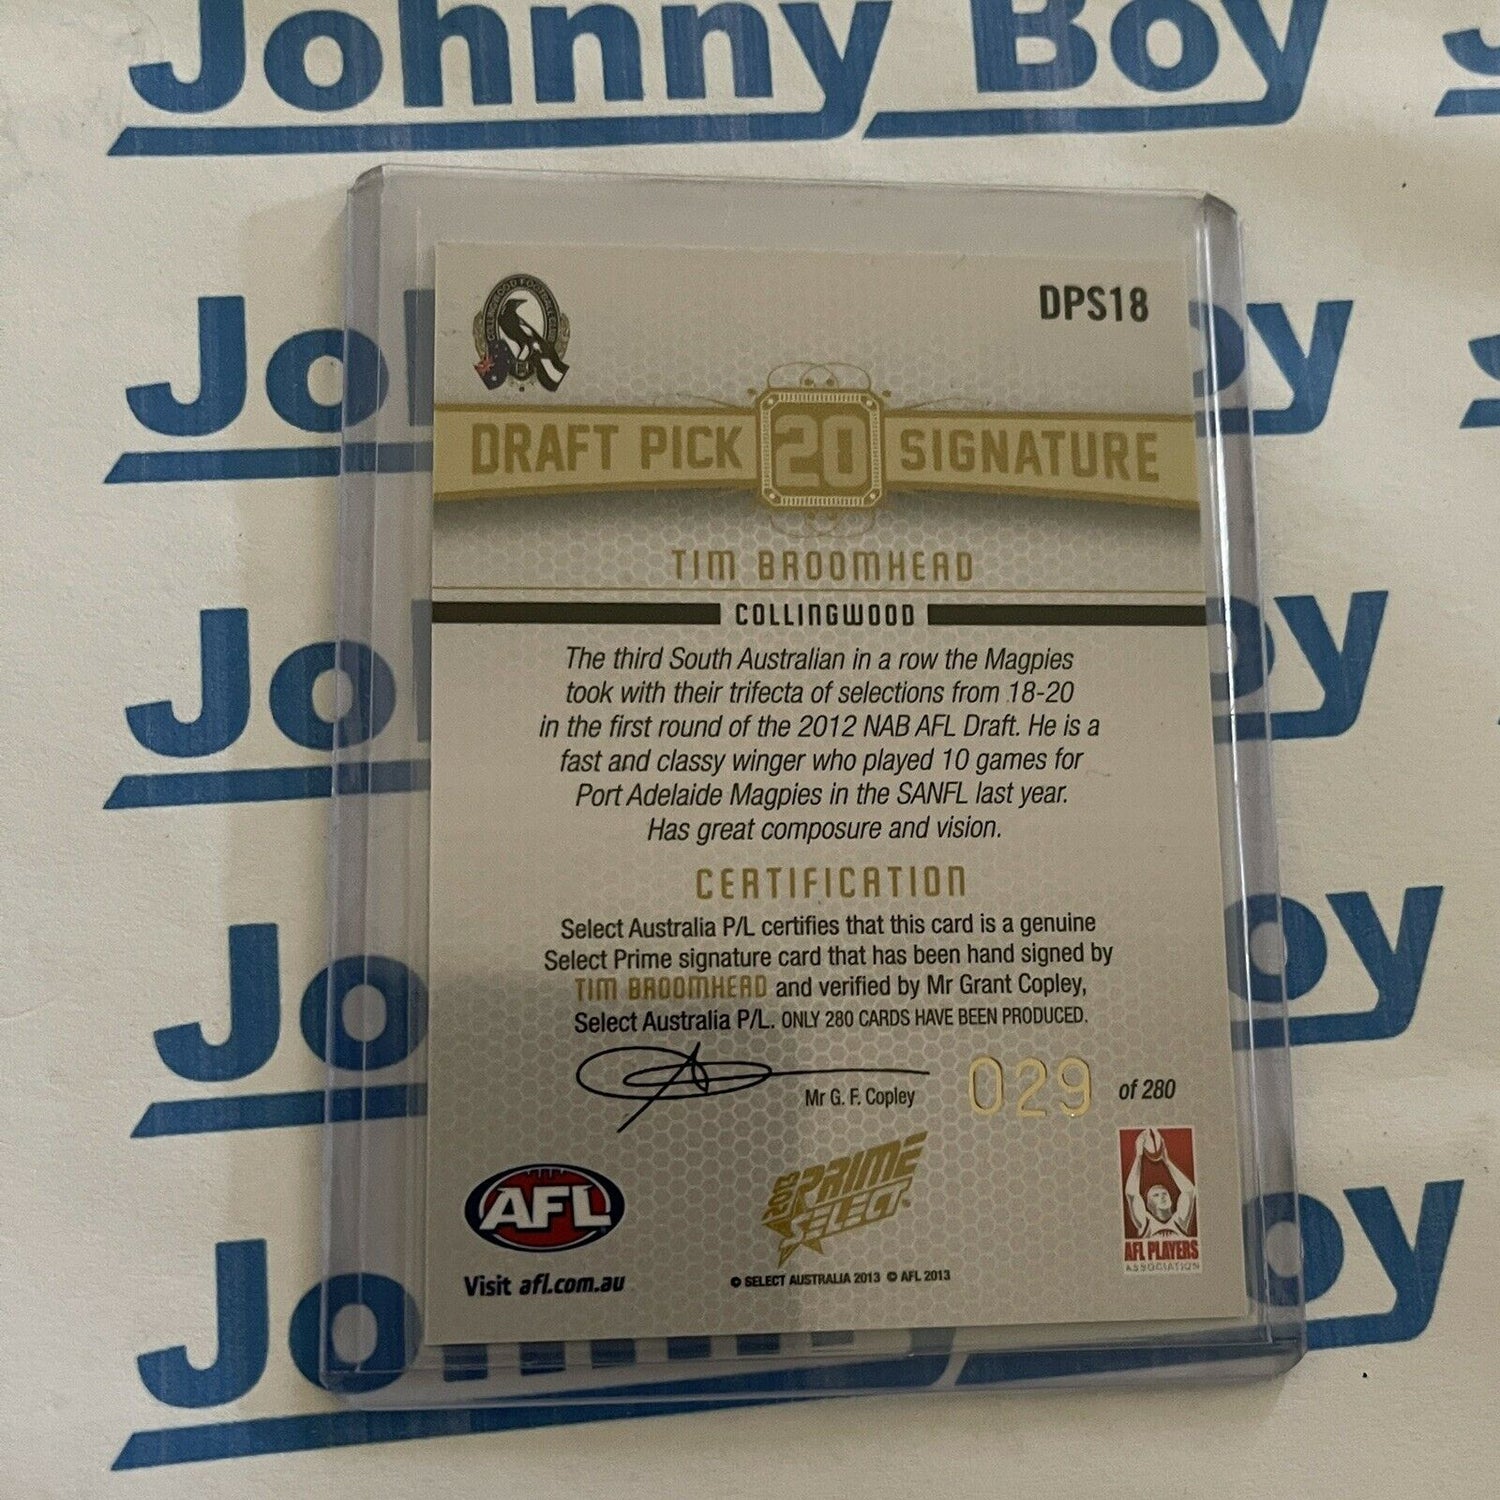 Johnny Boy
DPS18
DRAFT PICK 20 SIGNATURE
TIM BROOMHEAD
COLLINGWOOD
The third South Australian in a row the Magpies
took with their trifecta of selections from 18-20
in the first round of the 2012 NAB AFL Draft. He is a
fast and classy winger who played 10 games for
Port Adelaide Magpies in the SANFL last year.
Has great composure and vision.
CERTIFICATION
Select Australia P/L certifies that this card is a genuine
Select Prime signature card that has been hand signed by
TIM BROOMHEAD and verified by Mr Grant Copley,
Select Australia P/L. ONLY 280 CARDS HAVE BEEN PRODUCED.
Mr G. F. Copley
029 of 280
AFL
2013 PRIME
SELECT
AFL PLAYERS
ASSOCIATION
Visit afl.com.au
© SELECT AUSTRALIA 2013 © AFL 2013